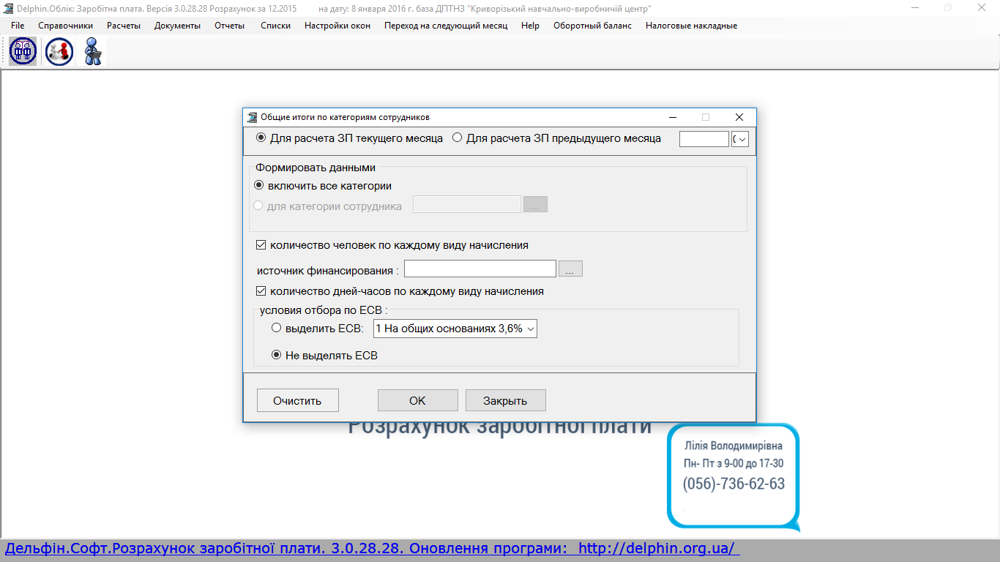 Delphin.Облік: Заробітна плата. Версія 3.0.28.28 Розрахунок за 12.2015 на дату: 8 января 2016 г. база ДПТНЗ "Криворізький навчально-виробничій центр"
File Справочники Расчеты Документы Отчеты Списки Настройки окон Переход на следующий месяц Help Оборотный баланс Налоговые накладные
Общие итоги по категориям сотрудников
Для расчета ЗП текущего месяца Для расчета ЗП предыдущего месяца
Формировать данными
включить все категории
для категории сотрудника ...
количество человек по каждому виду начисления
источник финансирования : ...
количество дней-часов по каждому виду начисления
условия отбора по ЕСВ :
выделить ЕСВ: 1 На общих основаниях 3,6%
Не выделять ЕСВ
Очистить OK Закрыть
Розрахунок заробітної плати
Лілія Володимирівна
Пн- Пт з 9-00 до 17-30
(056)-736-62-63
Дельфін.Софт.Розрахунок заробітної плати. 3.0.28.28. Оновлення програми: http://delphin.org.ua/